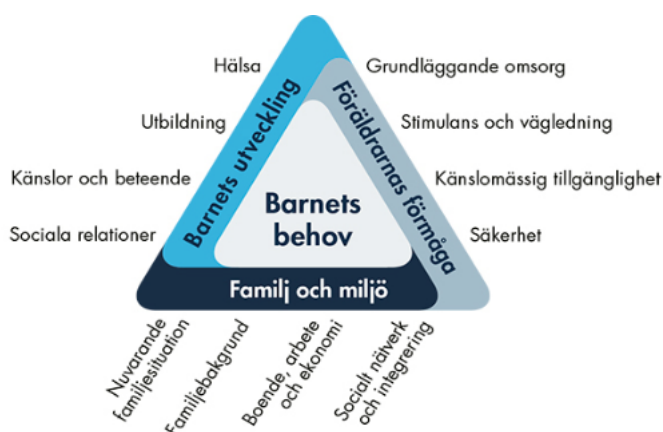 Hälsa
Utbildning
Känslor och beteende
Sociala relationer
Barnets utveckling
Föräldrarnas förmåga
Grundläggande omsorg
Stimulans och vägledning
Känslomässig tillgänglighet
Säkerhet
Barnets
behov
Familj och miljö
Nuvarande
familjesituation
Familjebakgrund
Boende, arbete
och ekonomi
Socialt nätverk
och integrering